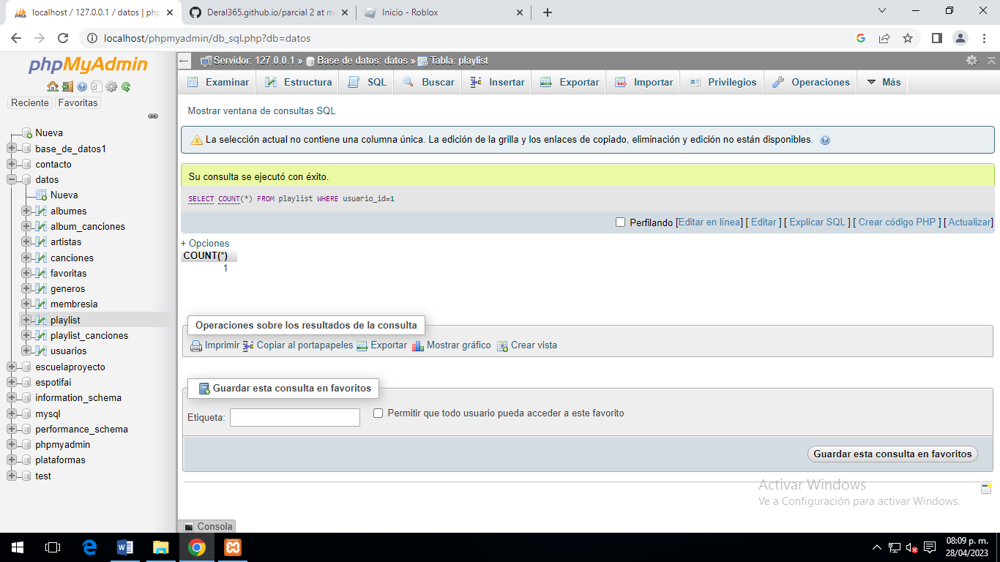 localhost / 127.0.0.1 / datos | php
Deral365.github.io/parcial 2 at m
Inicio - Roblox
localhost/phpmyadmin/db_sql.php?db=datos
phpMyAdmin
Reciente Favoritas
Nueva
base_de_datos1
contacto
datos
Nueva
albumes
album_canciones
artistas
canciones
favoritas
generos
membresia
playlist
playlist_canciones
usuarios
escuelaproyecto
espotifai
information_schema
mysql
performance_schema
phpmyadmin
plataformas
test
Servidor: 127.0.0.1 » Base de datos: datos » Tabla: playlist
Examinar Estructura SQL Buscar Insertar Exportar Importar Privilegios Operaciones Más
Mostrar ventana de consultas SQL
La selección actual no contiene una columna única. La edición de la grilla y los enlaces de copiado, eliminación y edición no están disponibles.
Su consulta se ejecutó con éxito.
SELECT COUNT(*) FROM playlist WHERE usuario_id=1
Perfilando [Editar en línea] [ Editar ] [ Explicar SQL ] [ Crear código PHP ] [ Actualizar]
+ Opciones
COUNT(*)
1
Operaciones sobre los resultados de la consulta
Imprimir Copiar al portapapeles Exportar Mostrar gráfico Crear vista
Guardar esta consulta en favoritos
Etiqueta: Permitir que todo usuario pueda acceder a este favorito
Guardar esta consulta en favoritos
Activar Windows
Ve a Configuración para activar Windows.
Consola
08:09 p. m.
28/04/2023